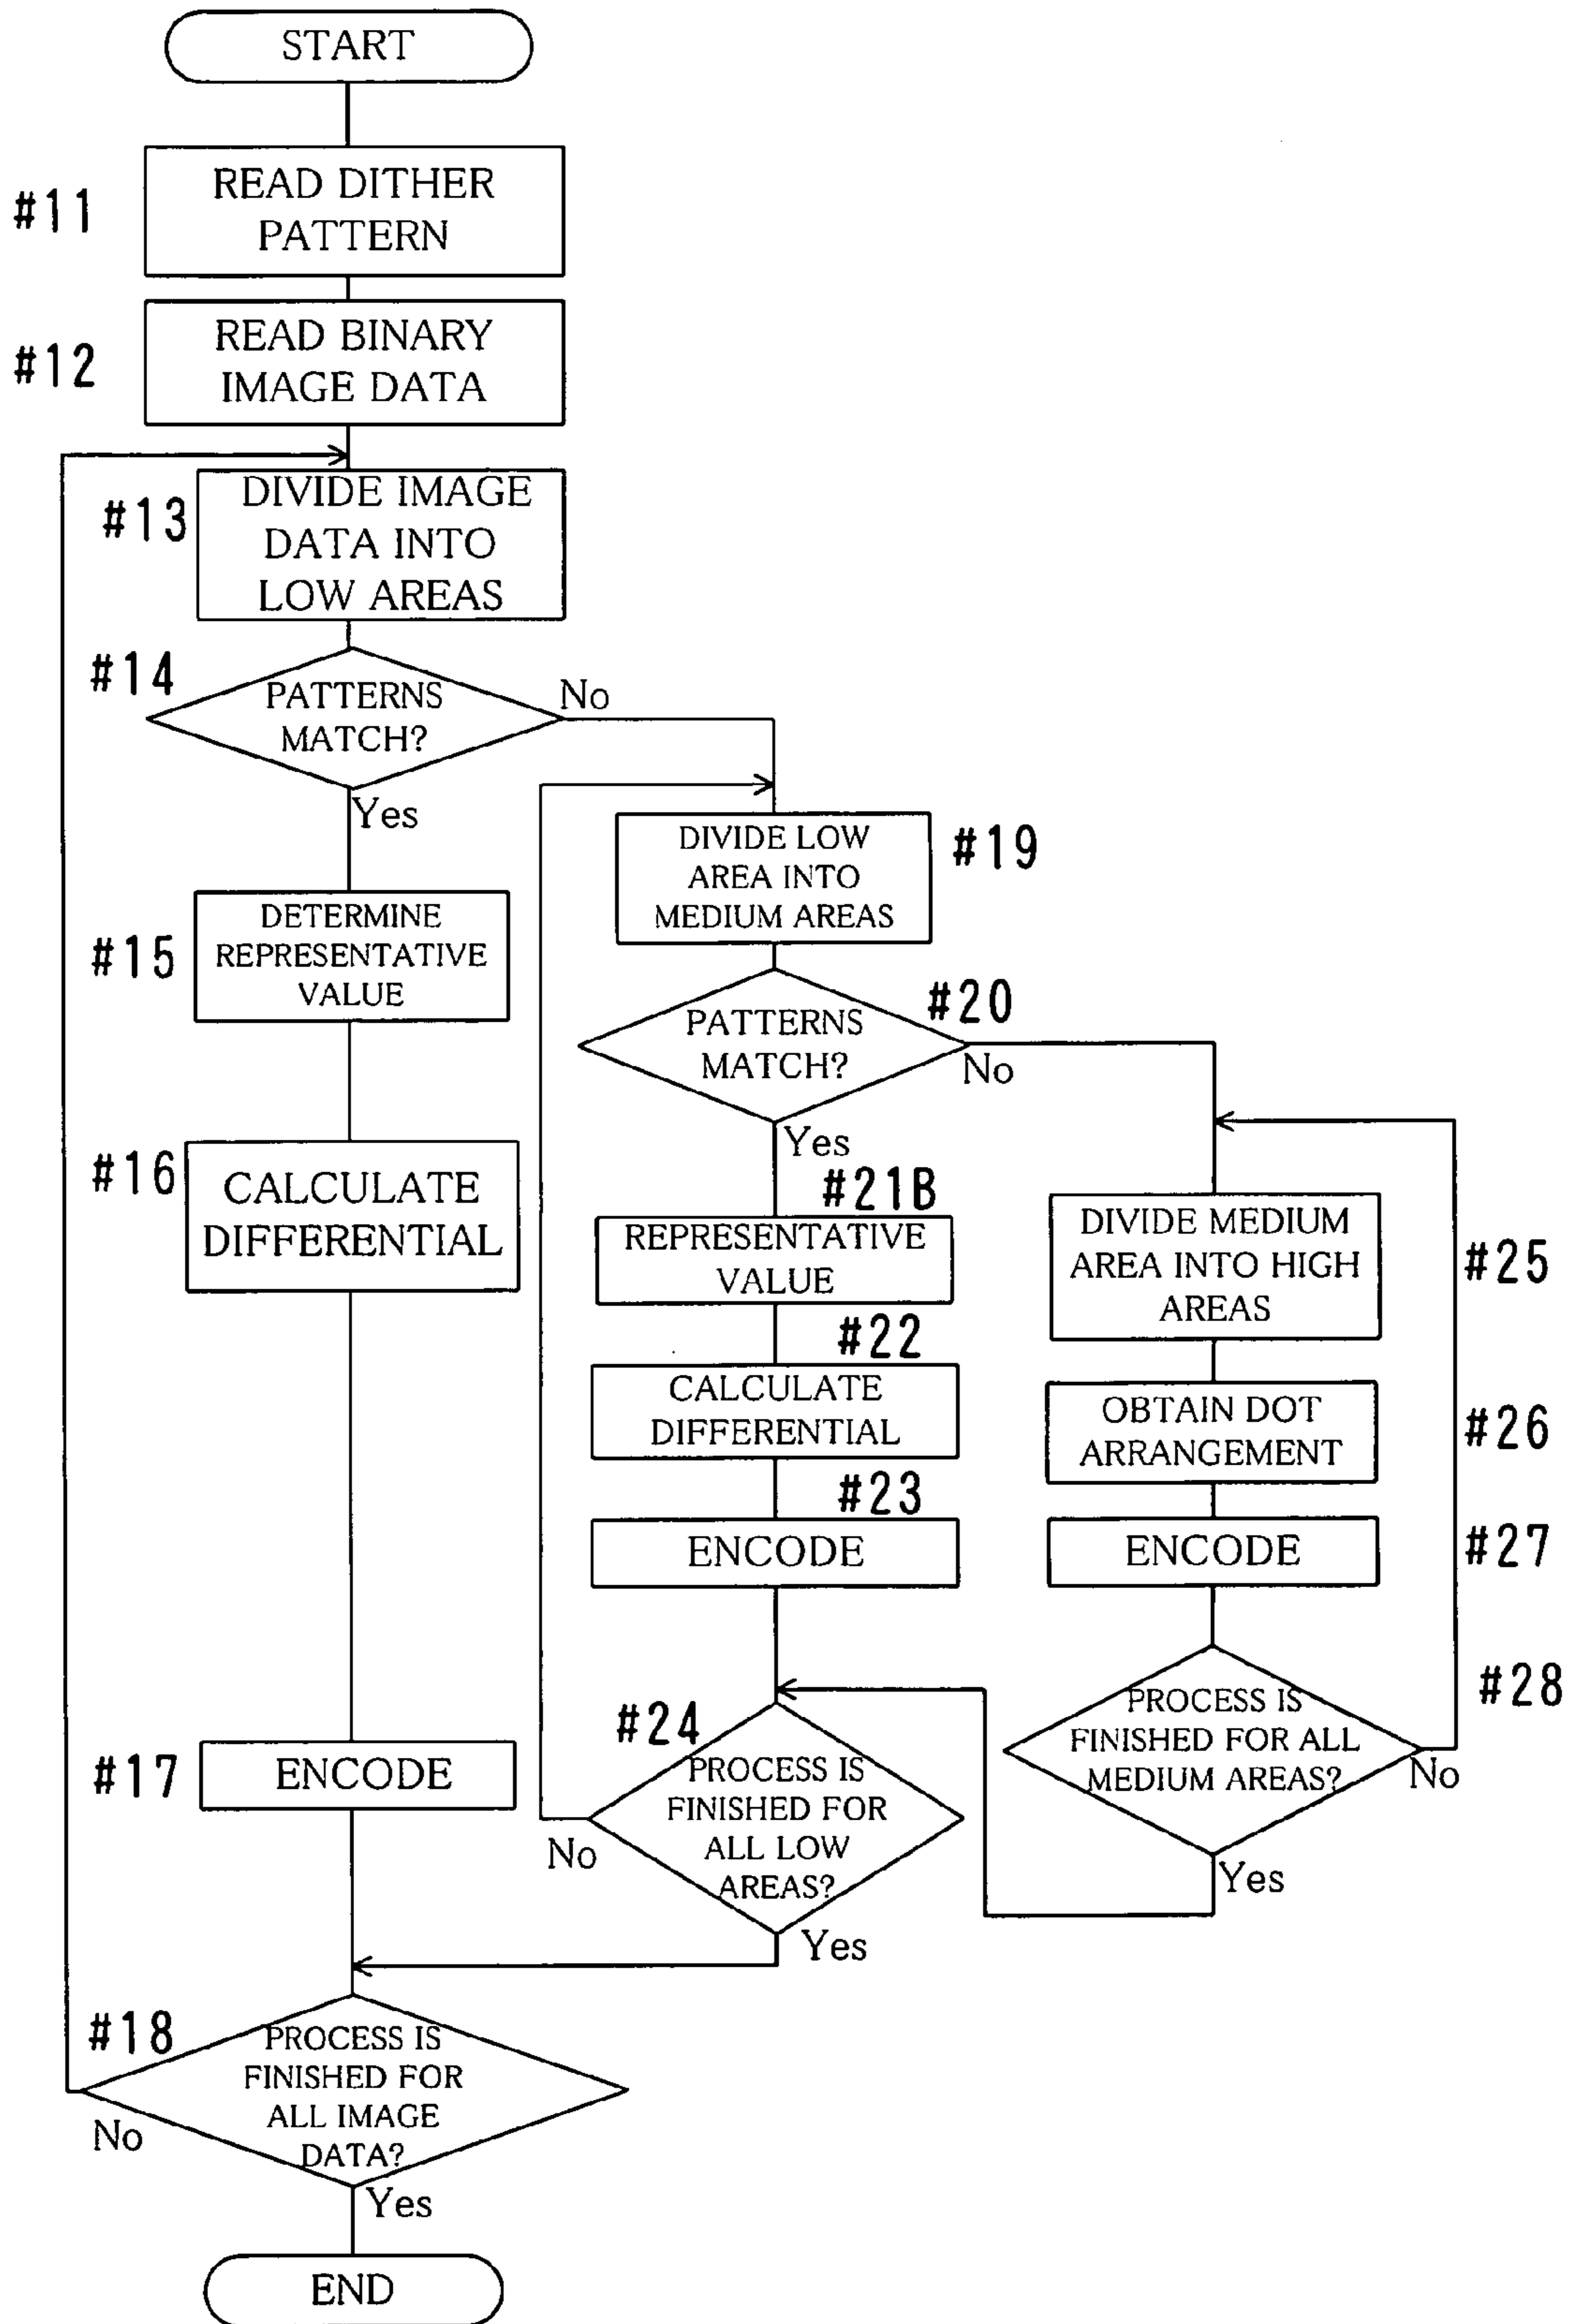 START
#11
READ DITHER
PATTERN
#12
READ BINARY
IMAGE DATA
#13
DIVIDE IMAGE
DATA INTO
LOW AREAS
#14
PATTERNS
MATCH?
No
Yes
#15
DETERMINE
REPRESENTATIVE
VALUE
#16
CALCULATE
DIFFERENTIAL
#17
ENCODE
#18
PROCESS IS
FINISHED FOR
ALL IMAGE
DATA?
No
Yes
END
DIVIDE LOW
AREA INTO
MEDIUM AREAS
#19
PATTERNS
MATCH?
#20
No
Yes
#21B
REPRESENTATIVE
VALUE
#22
CALCULATE
DIFFERENTIAL
#23
ENCODE
#24
PROCESS IS
FINISHED FOR
ALL LOW
AREAS?
No
Yes
DIVIDE MEDIUM
AREA INTO HIGH
AREAS
#25
OBTAIN DOT
ARRANGEMENT
#26
ENCODE
#27
PROCESS IS
FINISHED FOR ALL
MEDIUM AREAS?
#28
No
Yes